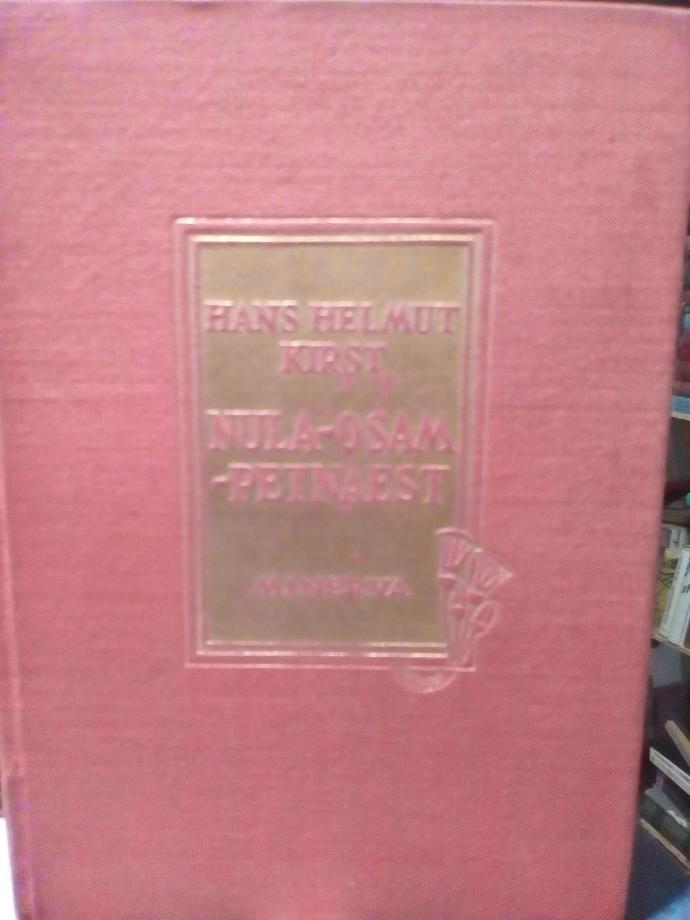 HANS HELMUT
KIRST
NULA-OSAM
-PETNAEST
MINERVA